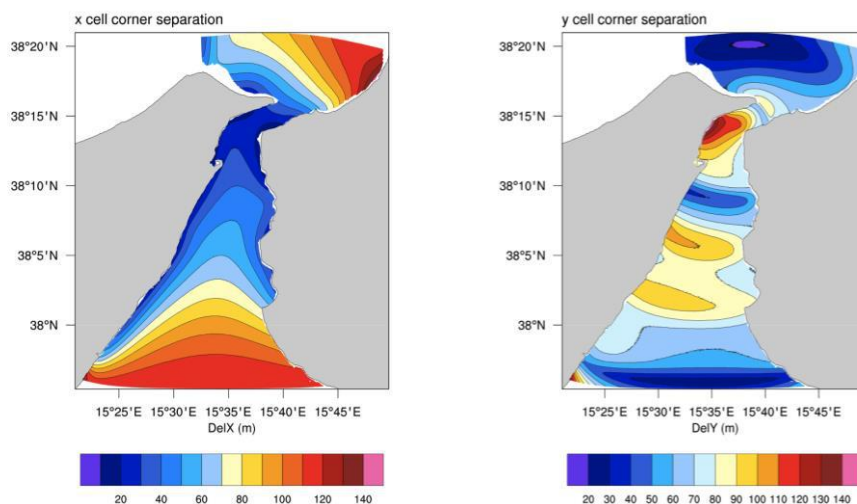 x cell corner separation
y cell corner separation
38°20'N
38°15'N
38°10'N
38°5'N
38°N
15°25'E 15°30'E 15°35'E 15°40'E 15°45'E
DelX (m)
20 40 60 80 100 120 140
38°20'N
38°15'N
38°10'N
38°5'N
38°N
15°25'E 15°30'E 15°35'E 15°40'E 15°45'E
DelY (m)
20 30 40 50 60 70 80 90 100 110 120 130 140